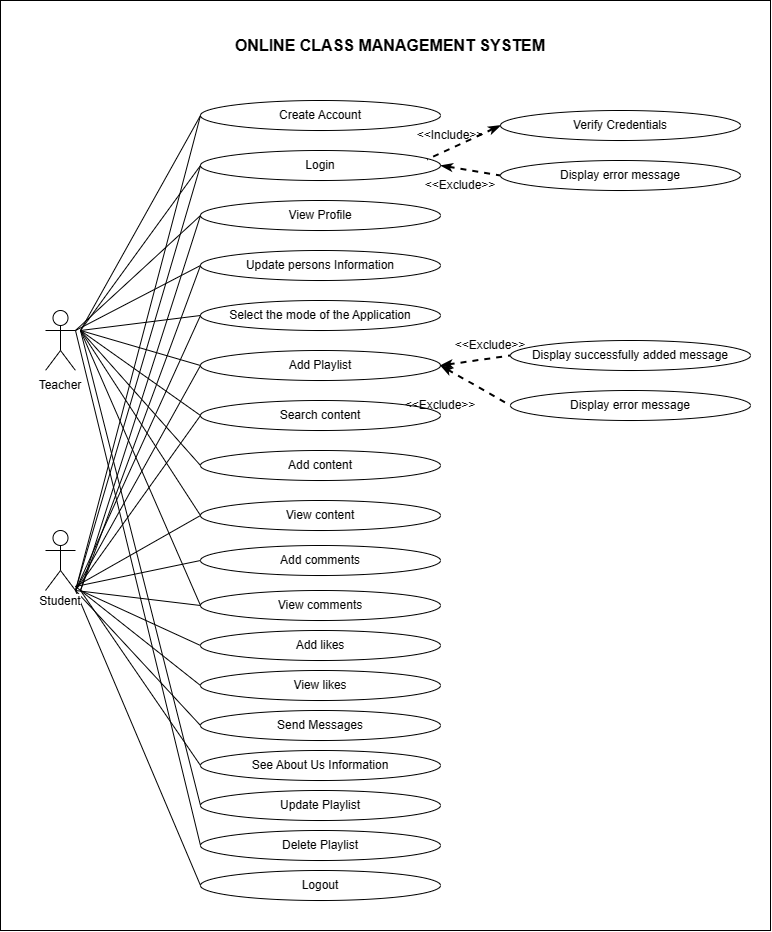 ONLINE CLASS MANAGEMENT SYSTEM
Create Account
<<Include>>
Verify Credentials
Login
Display error message
<<Exclude>>
View Profile
Update persons Information
Select the mode of the Application
<<Exclude>>
Display successfully added message
Add Playlist
Teacher
<<Exclude>>
Display error message
Search content
Add content
View content
Add comments
Student
View comments
Add likes
View likes
Send Messages
See About Us Information
Update Playlist
Delete Playlist
Logout